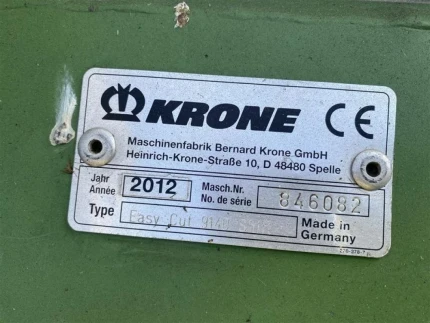 KRONE CE
Maschinenfabrik Bernard Krone GmbH
Heinrich-Krone-Straße 10, D 48480 Spelle
Jahr
Année 2012 Masch.Nr.
No. de série 846082
Type Easy Cut Made in
Germany